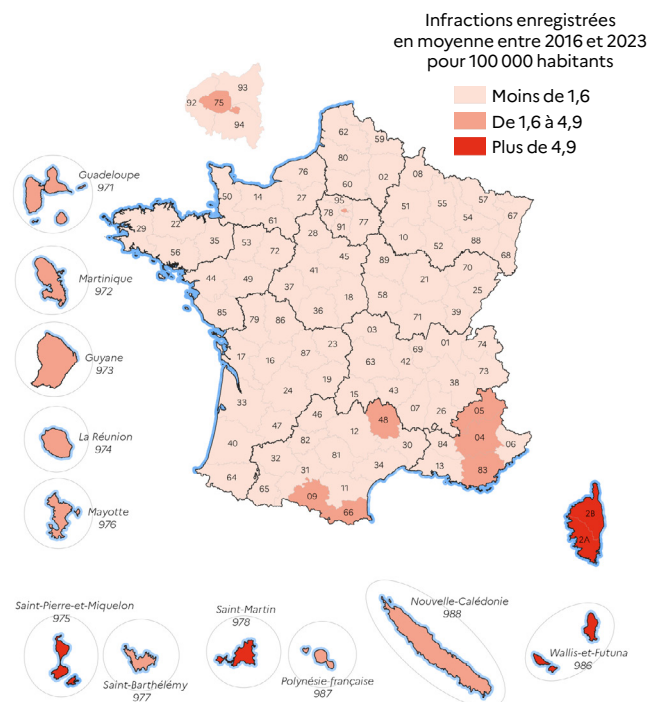 Infractions enregistrées
en moyenne entre 2016 et 2023
pour 100 000 habitants
Moins de 1,6
De 1,6 à 4,9
Plus de 4,9
93
92 75
94
Guadeloupe
971
Martinique
972
Guyane
973
La Réunion
974
Mayotte
976
62 59
80
76 02 08
60
50 14 27 95 51 55 57
78 54 67
29 22 61 91 77
35 53 28 10 88
56 72 45 52 68
44 49 41 89 70
37 21 25
18 58
85 79 86 36 71 39
03
17 16 87 23 69 01 74
63 42 73
24 19 38
33 15 43
46 07 26 05
47 12 48
40 82 30 84 04 06
32 81
31 34 13 83
64 65 11
09
66
2B
2A
Saint-Pierre-et-Miquelon
975
Saint-Barthélémy
977
Saint-Martin
978
Polynésie-française
987
Nouvelle-Calédonie
988
Wallis-et-Futuna
986